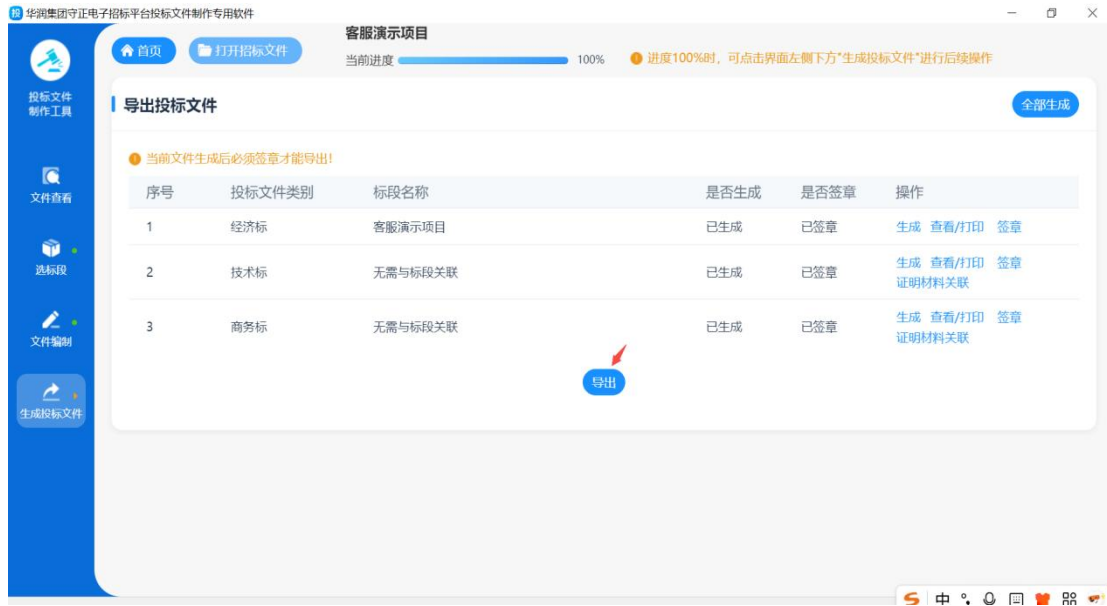 投 华润集团守正电子招标平台投标文件制作专用软件
投标文件
制作工具
文件查看
选标段
文件编制
生成投标文件
首页 打开招标文件
客服演示项目
当前进度 100%
进度100%时，可点击界面左侧下方"生成投标文件"进行后续操作
导出投标文件 全部生成
当前文件生成后必须签章才能导出!
序号 投标文件类别 标段名称 是否生成 是否签章 操作
1 经济标 客服演示项目 已生成 已签章 生成 查看/打印 签章
2 技术标 无需与标段关联 已生成 已签章 生成 查看/打印 签章
证明材料关联
3 商务标 无需与标段关联 已生成 已签章 生成 查看/打印 签章
证明材料关联
导出
S 中 °,